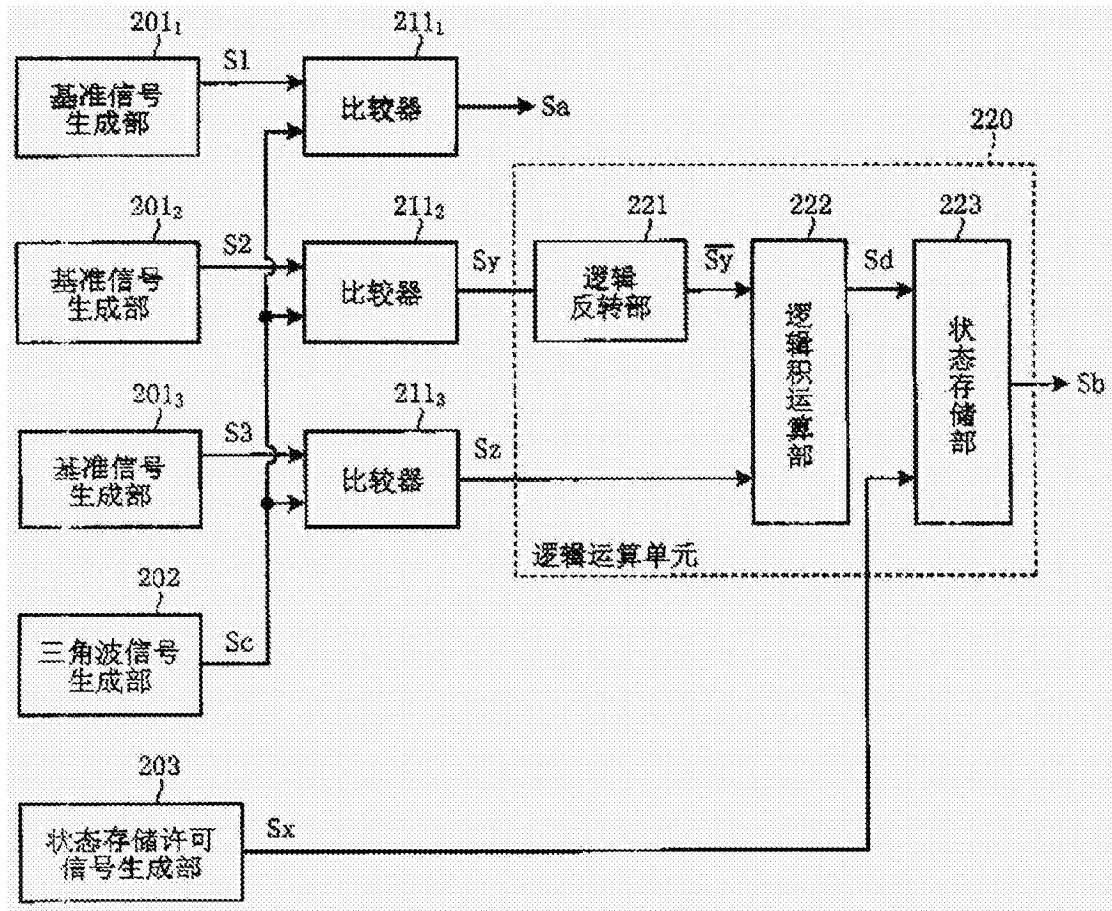 201₁
211₁
S1
基准信号
生成部
比较器
Sa
220
201₂
211₂
221
222
223
S2
Sy
S̅y̅
Sd
基准信号
生成部
比较器
逻辑
反转部
逻辑积运算部
状态存储部
Sb
201₃
211₃
S3
Sz
基准信号
生成部
比较器
逻辑运算单元
202
Sc
三角波信号
生成部
203
Sx
状态存储许可
信号生成部